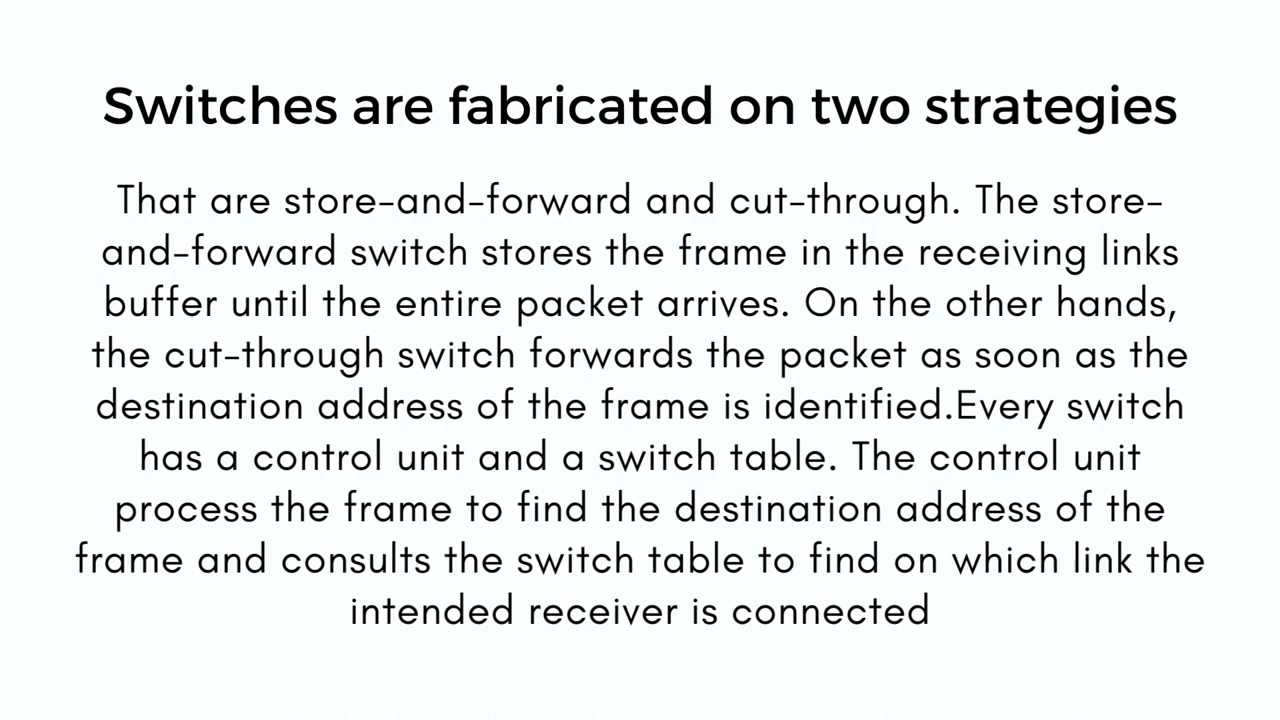 Switches are fabricated on two strategies
That are store-and-forward and cut-through. The store-
and-forward switch stores the frame in the receiving links
buffer until the entire packet arrives. On the other hands,
the cut-through switch forwards the packet as soon as the
destination address of the frame is identified.Every switch
has a control unit and a switch table. The control unit
process the frame to find the destination address of the
frame and consults the switch table to find on which link the
intended receiver is connected